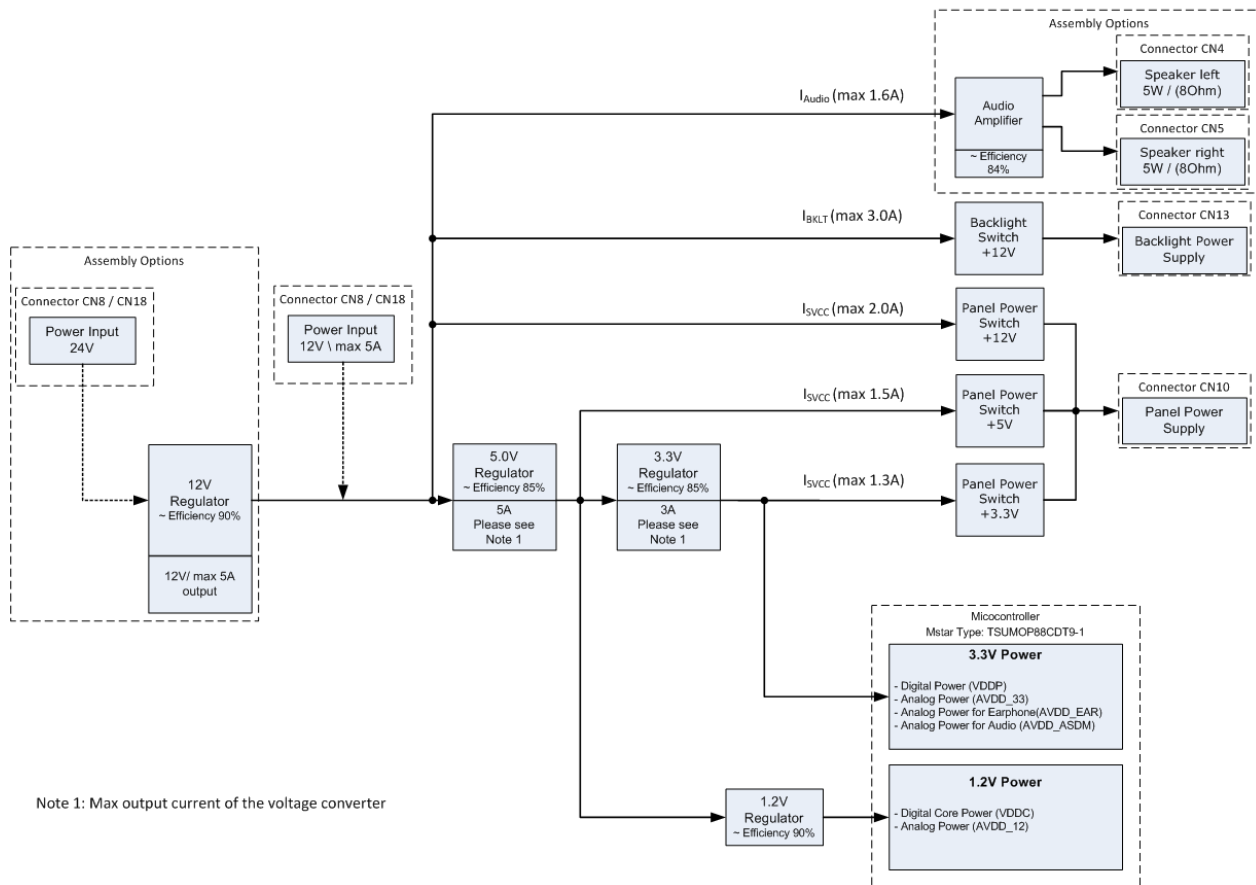 Assembly Options
Connector CN4
Speaker left
5W / (8Ohm)
I_Audio (max 1.6A)
Audio
Amplifier
~ Efficiency
84%
Connector CN5
Speaker right
5W / (8Ohm)
I_BKLT (max 3.0A)
Backlight
Switch
+12V
Connector CN13
Backlight Power
Supply
Assembly Options
Connector CN8 / CN18
Power Input
24V
Connector CN8 / CN18
Power Input
12V \ max 5A
I_SVCC (max 2.0A)
Panel Power
Switch
+12V
I_SVCC (max 1.5A)
Panel Power
Switch
+5V
Connector CN10
Panel Power
Supply
12V
Regulator
~ Efficiency 90%
12V/ max 5A
output
5.0V
Regulator
~ Efficiency 85%
5A
Please see
Note 1
3.3V
Regulator
~ Efficiency 85%
3A
Please see
Note 1
I_SVCC (max 1.3A)
Panel Power
Switch
+3.3V
Micocontroller
Mstar Type: TSUMOP88CDT9-1
3.3V Power
- Digital Power (VDDP)
- Analog Power (AVDD_33)
- Analog Power for Earphone(AVDD_EAR)
- Analog Power for Audio (AVDD_ASDM)
1.2V
Regulator
~ Efficiency 90%
1.2V Power
- Digital Core Power (VDDC)
- Analog Power (AVDD_12)
Note 1: Max output current of the voltage converter